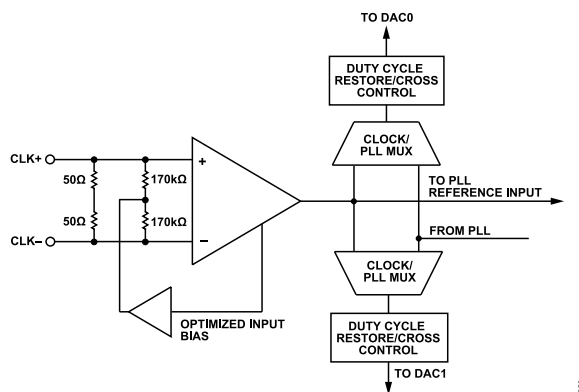 TO DAC0
DUTY CYCLE
RESTORE/CROSS
CONTROL
CLOCK/
PLL MUX
CLK+
50Ω
170kΩ
+
TO PLL
REFERENCE INPUT
50Ω
170kΩ
CLK–
–
FROM PLL
CLOCK/
PLL MUX
OPTIMIZED INPUT
BIAS
DUTY CYCLE
RESTORE/CROSS
CONTROL
TO DAC1